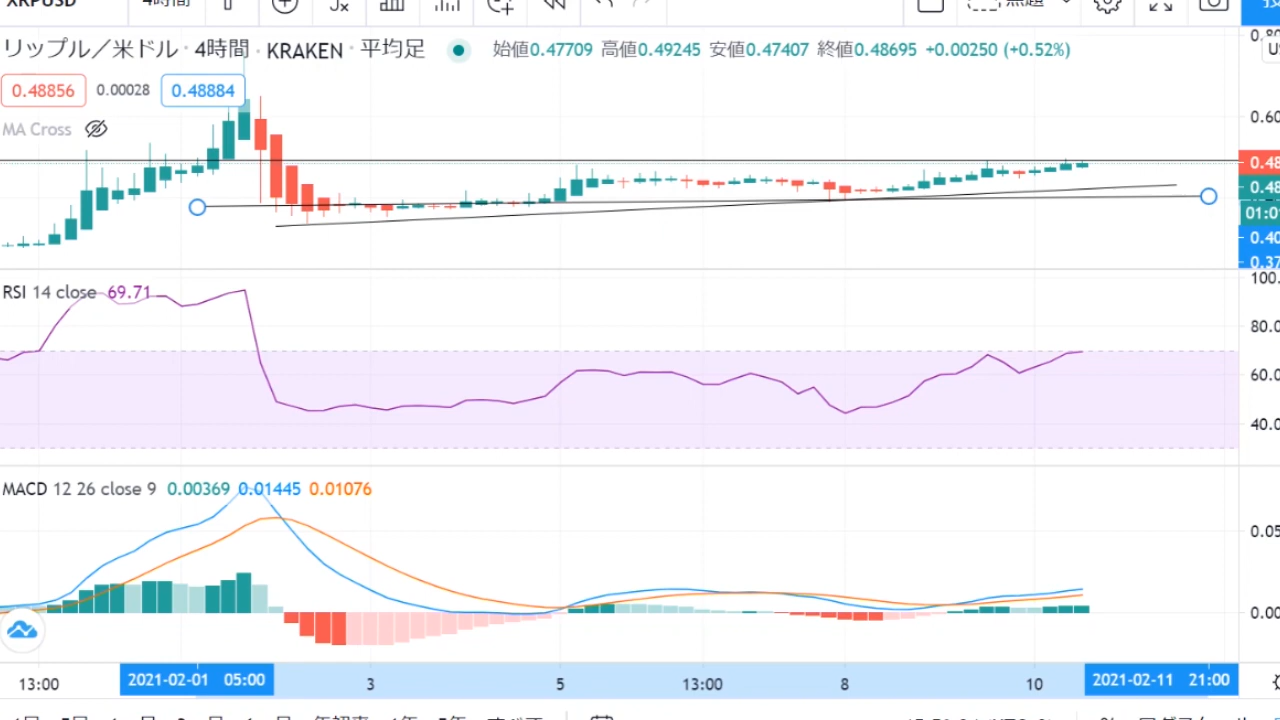 XRPUSD 4時間
リップル／米ドル · 4時間 · KRAKEN · 平均足 始値0.47709 高値0.49245 安値0.47407 終値0.48695 +0.00250 (+0.52%)
0.48856 0.00028 0.48884
MA Cross
0.60
0.48
0.48
01:0
0.40
0.37
RSI 14 close 69.71
100.
80.0
60.0
40.0
MACD 12 26 close 9 0.00369 0.01445 0.01076
0.05
0.00
13:00 2021-02-01 05:00 3 5 13:00 8 10 2021-02-11 21:00